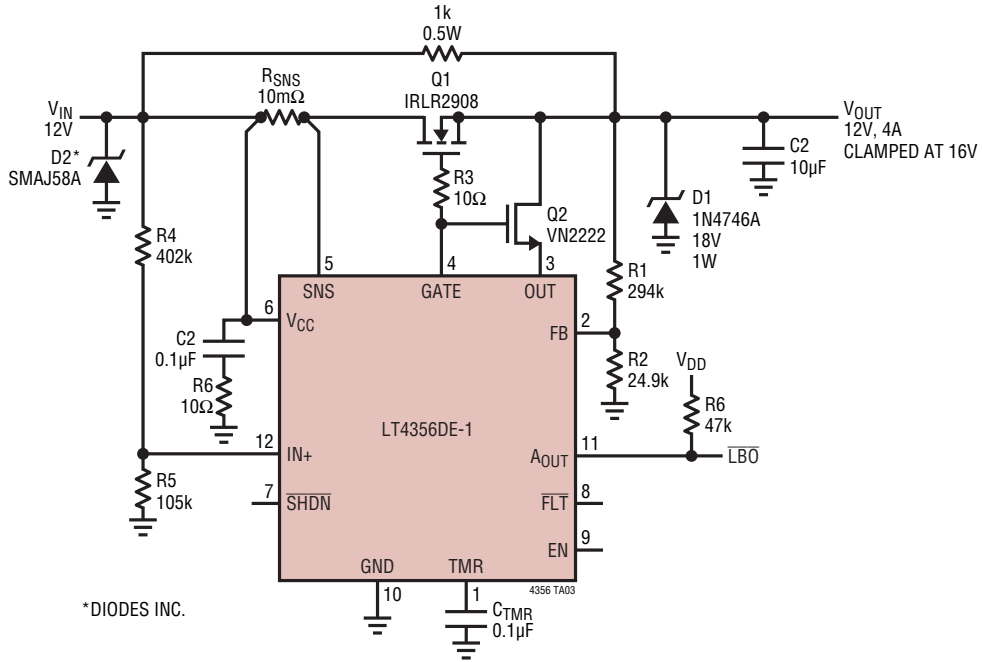 1k
0.5W
RSNS
10mΩ
Q1
IRLR2908
VIN
12V
VOUT
12V, 4A
CLAMPED AT 16V
D2*
SMAJ58A
C2
10µF
R3
10Ω
Q2
VN2222
D1
1N4746A
18V
1W
R4
402k
5
4
3
SNS
GATE
OUT
R1
294k
6
VCC
FB
2
C2
0.1µF
R2
24.9k
VDD
R6
10Ω
R6
47k
LT4356DE-1
12
IN+
AOUT
11
LBO
R5
105k
7
SHDN
FLT
8
EN
9
GND
TMR
4356 TA03
10
1
*DIODES INC.
CTMR
0.1µF